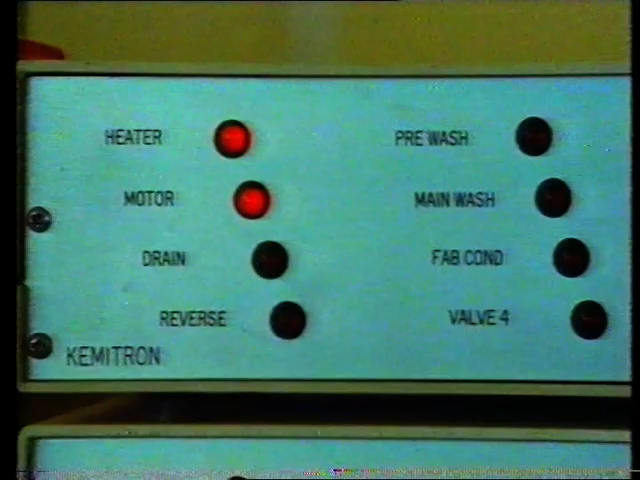 HEATER
PRE WASH
MOTOR
MAIN WASH
DRAIN
FAB COND
REVERSE
VALVE 4
KEMITRON